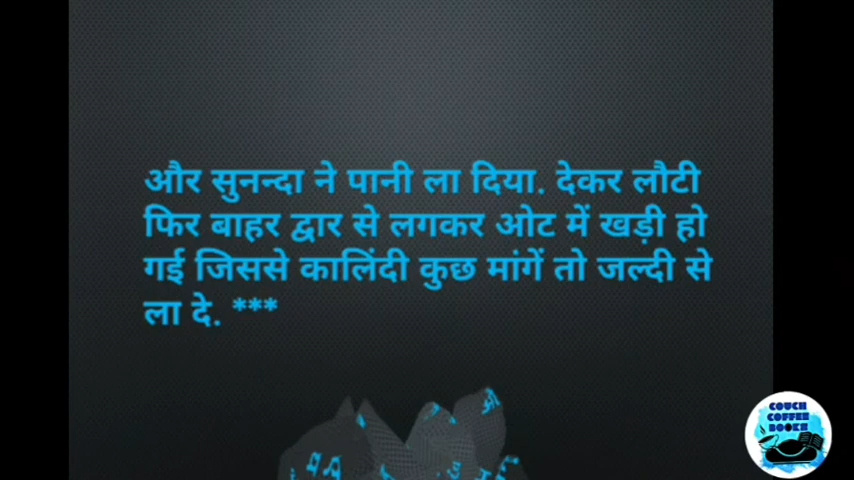 और सुनन्दा ने पानी ला दिया. देकर लौटी
फिर बाहर द्वार से लगकर ओट में खड़ी हो
गई जिससे कालिंदी कुछ मांगें तो जल्दी से
ला दे. ***
COUCH
COFFEE
BOOKS